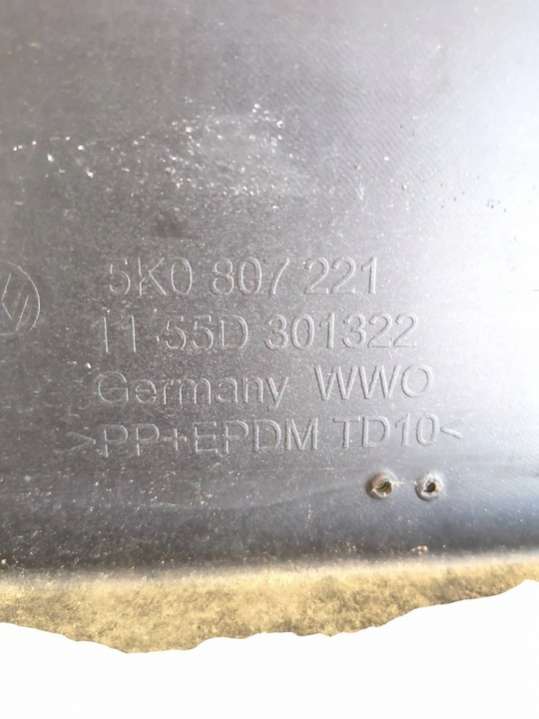 5K0 807 221
11-55D 301322
Germany WWO
>PP+EPDM TD10<